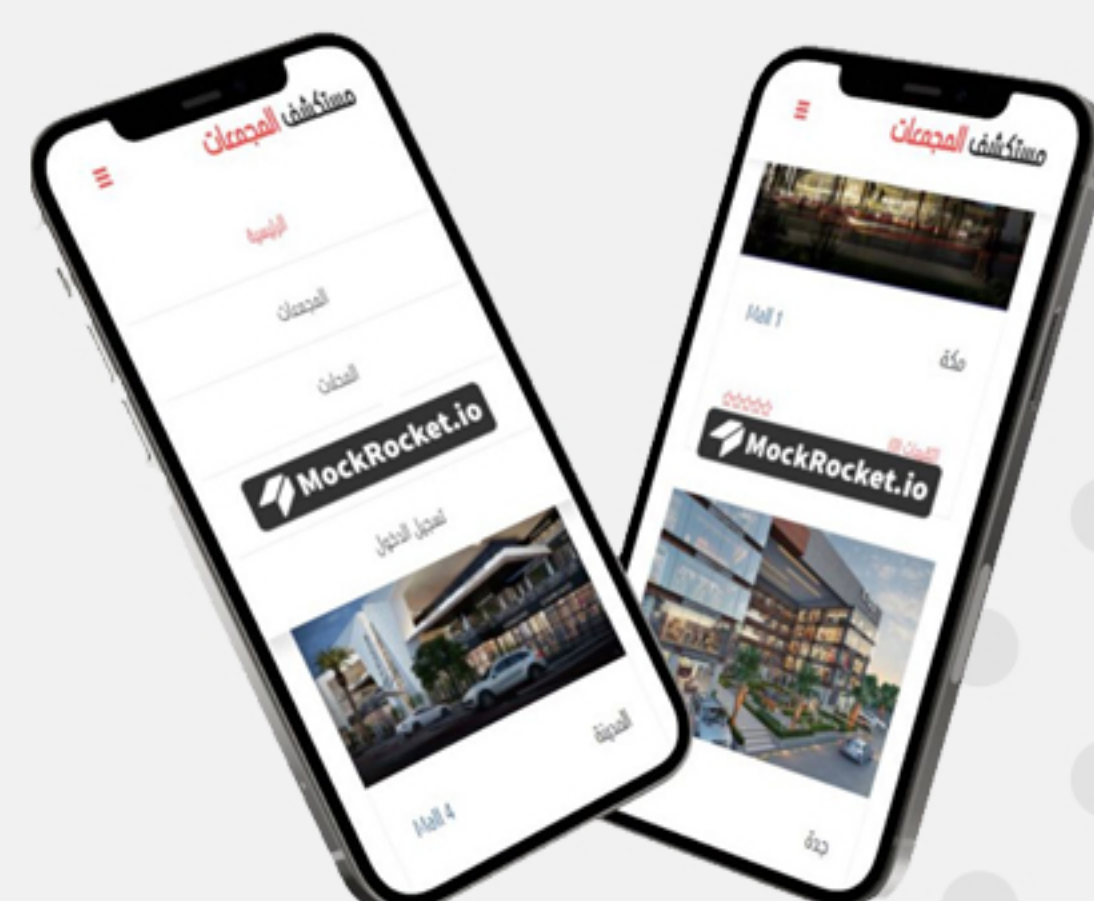 مستكشف المجمعات
الرئيسية
المجمعات
المحلات
MockRocket.io
تسجيل الدخول
المدينة
Mall 4
مستكشف المجمعات
Mall 1
مكة
MockRocket.io
جدة